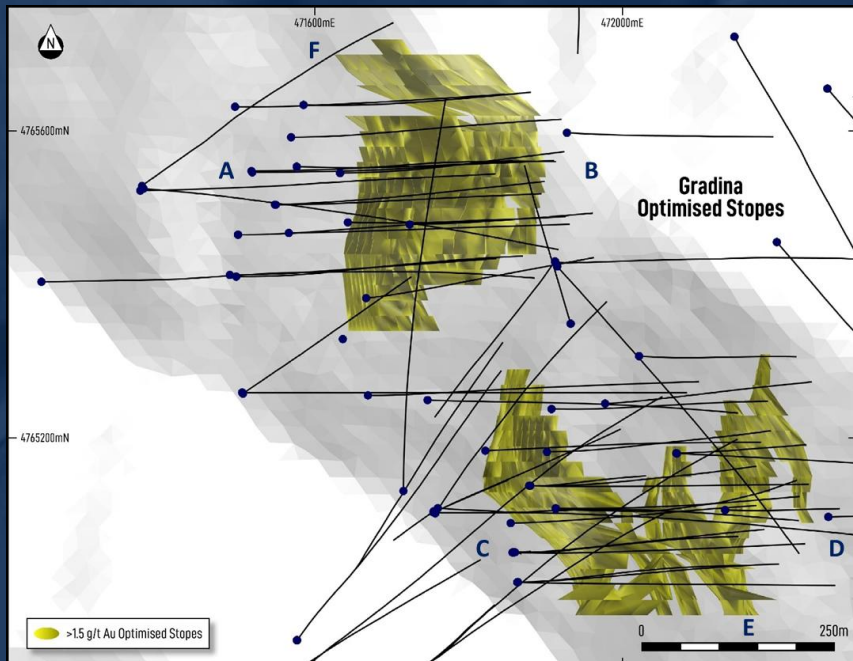 471600mE
472000mE
N
F
4765600mN
A
B
Gradina
Optimised Stopes
4765200mN
C
D
E
>1.5 g/t Au Optimised Stopes
0
250m